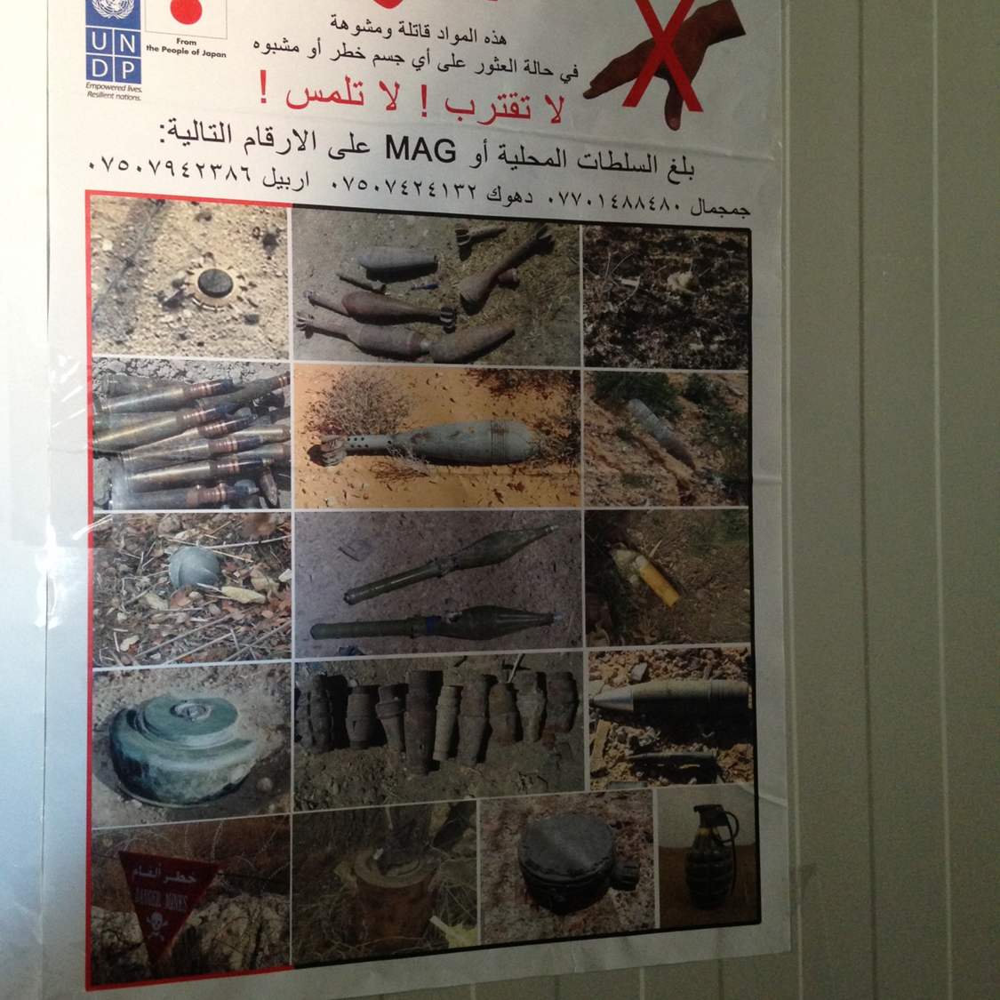 UN
DP
Empowered lives.
Resilient nations.
From
the People of Japan
هذه المواد قاتلة ومشوهة
في حالة العثور على أي جسم خطر أو مشبوه
لا تقترب ! لا تلمس !
بلغ السلطات المحلية أو MAG على الارقام التالية:
جمجمال ٠٧٧٠١٤٨٨٤٨٠ دهوك ٠٧٥٠٧٤٢٤١٣٢ اربيل ٠٧٥٠٧٩٤٢٣٨٦
خطر ألغام
DANGER MINES